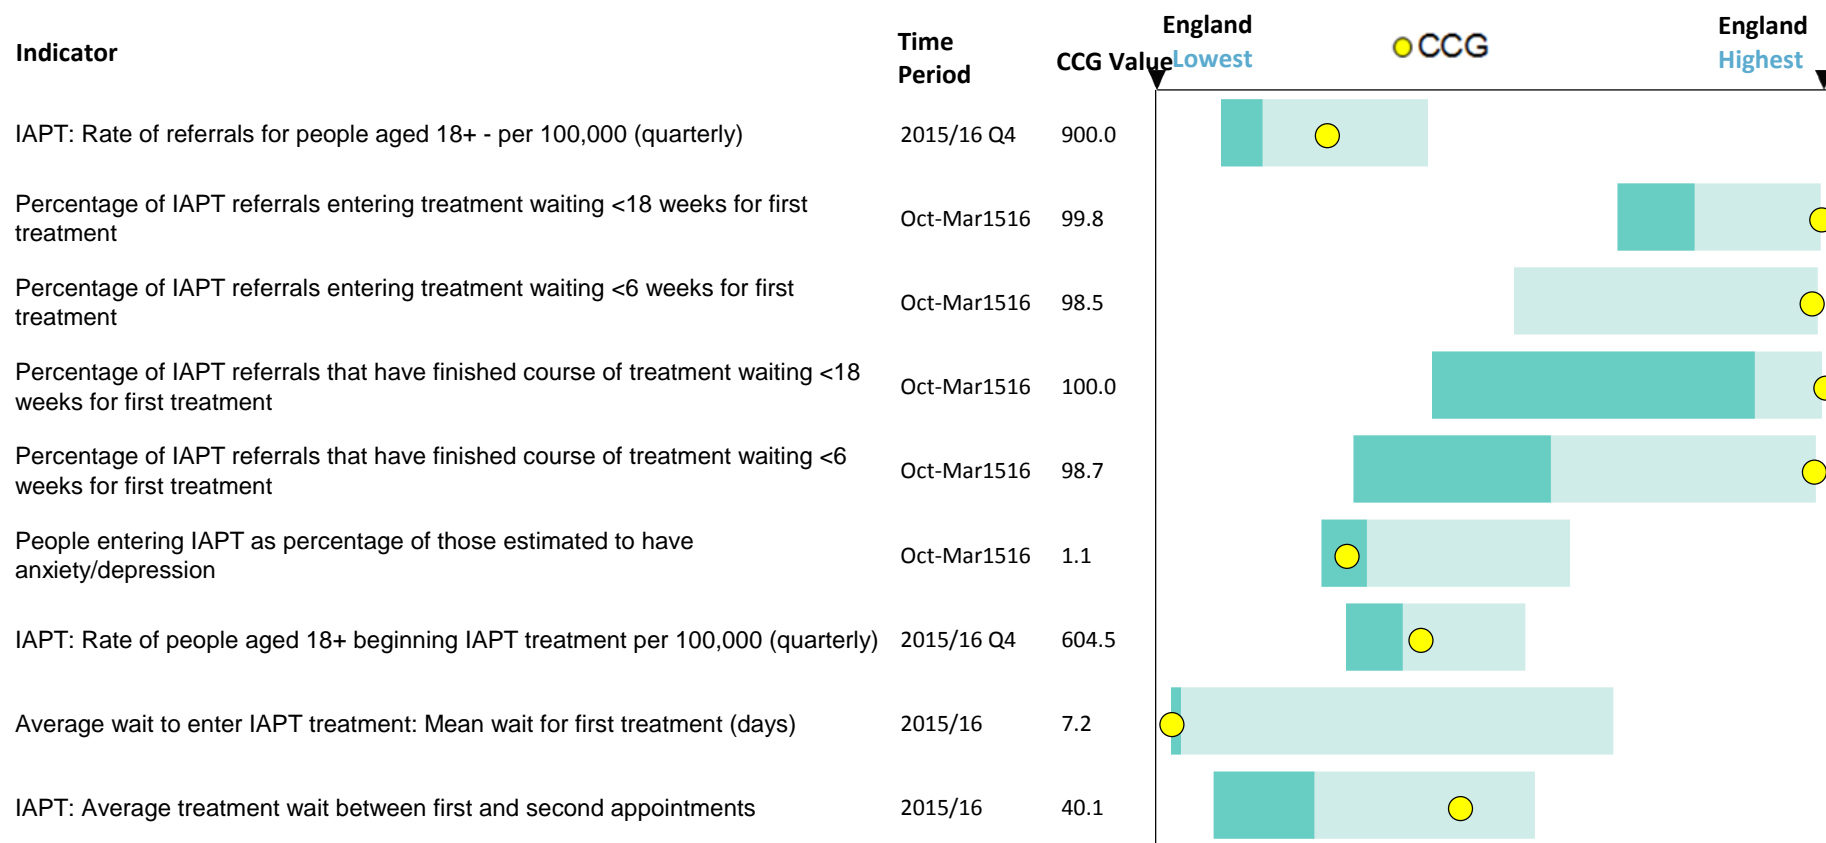 Indicator
Time
Period
CCG Value
England
Lowest
CCG
England
Highest
IAPT: Rate of referrals for people aged 18+ - per 100,000 (quarterly) 2015/16 Q4 900.0
Percentage of IAPT referrals entering treatment waiting <18 weeks for first
treatment
Oct-Mar1516 99.8
Percentage of IAPT referrals entering treatment waiting <6 weeks for first
treatment
Oct-Mar1516 98.5
Percentage of IAPT referrals that have finished course of treatment waiting <18
weeks for first treatment
Oct-Mar1516 100.0
Percentage of IAPT referrals that have finished course of treatment waiting <6
weeks for first treatment
Oct-Mar1516 98.7
People entering IAPT as percentage of those estimated to have
anxiety/depression
Oct-Mar1516 1.1
IAPT: Rate of people aged 18+ beginning IAPT treatment per 100,000 (quarterly) 2015/16 Q4 604.5
Average wait to enter IAPT treatment: Mean wait for first treatment (days) 2015/16 7.2
IAPT: Average treatment wait between first and second appointments 2015/16 40.1